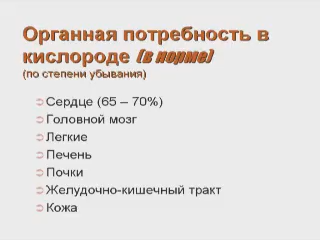 Органная потребность в
кислороде (в норме)
(по степени убывания)
Сердце (65 – 70%)
Головной мозг
Легкие
Печень
Почки
Желудочно-кишечный тракт
Кожа